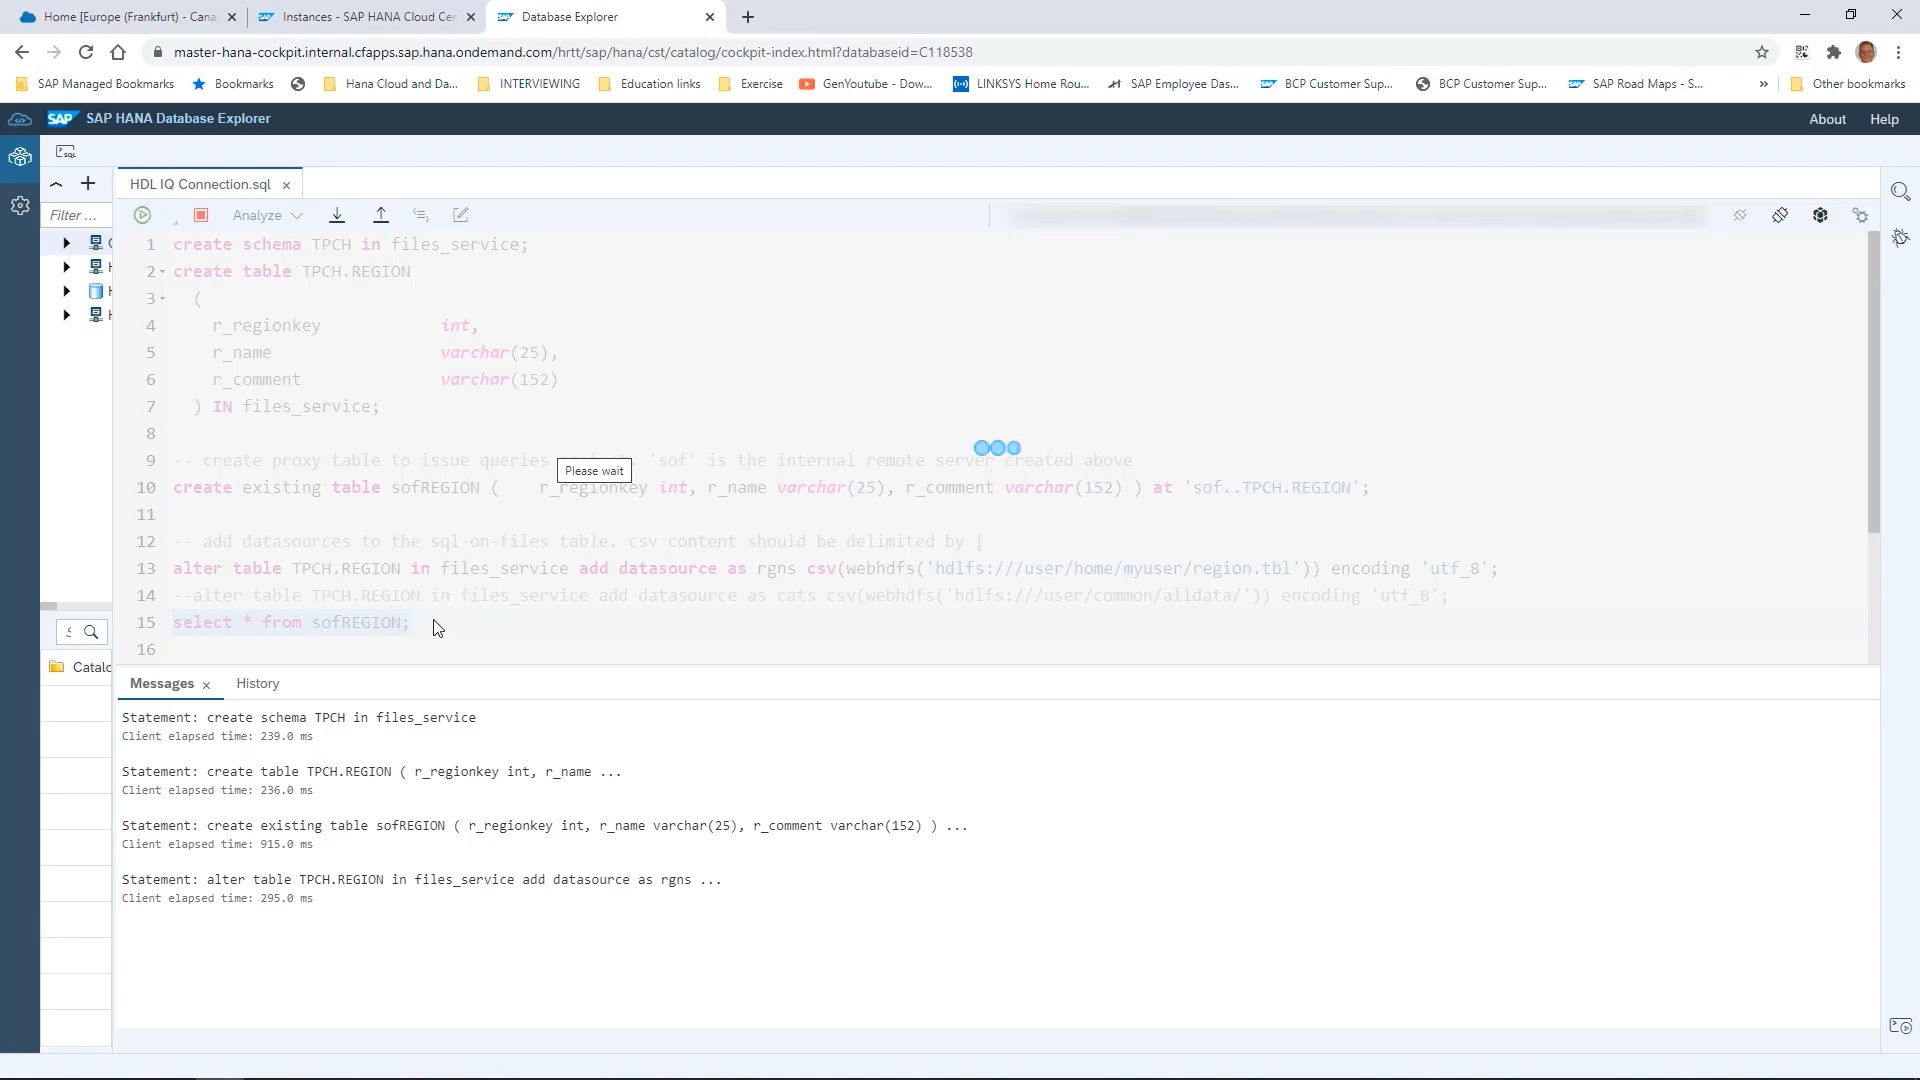 Home [Europe (Frankfurt) - Cana
Instances - SAP HANA Cloud Cen
Database Explorer
master-hana-cockpit.internal.cfapps.sap.hana.ondemand.com/hrtt/sap/hana/cst/catalog/cockpit-index.html?databaseid=C118538
SAP Managed Bookmarks
Bookmarks
Hana Cloud and Da...
INTERVIEWING
Education links
Exercise
GenYoutube - Dow...
LINKSYS Home Rou...
SAP Employee Das...
BCP Customer Sup...
BCP Customer Sup...
SAP Road Maps - S...
»
Other bookmarks
SAP SAP HANA Database Explorer
About
Help
HDL IQ Connection.sql
Filter ...
Analyze
1 create schema TPCH in files_service;
2 create table TPCH.REGION
3 (
4 r_regionkey int,
5 r_name varchar(25),
6 r_comment varchar(152)
7 ) IN files_service;
8
9 -- create proxy table to issue queries 'sof' is the internal remote server created above
Please wait
10 create existing table sofREGION ( r_regionkey int, r_name varchar(25), r_comment varchar(152) ) at 'sof..TPCH.REGION';
11
12 -- add datasources to the sql-on-files table. csv content should be delimited by |
13 alter table TPCH.REGION in files_service add datasource as rgns csv(webhdfs('hdlfs:///user/home/myuser/region.tbl')) encoding 'utf_8';
14 --alter table TPCH.REGION in files_service add datasource as cats csv(webhdfs('hdlfs:///user/common/alldata/')) encoding 'utf_8';
15 select * from sofREGION;
16
Catalo
Messages
History
Statement: create schema TPCH in files_service
Client elapsed time: 239.0 ms
Statement: create table TPCH.REGION ( r_regionkey int, r_name ...
Client elapsed time: 236.0 ms
Statement: create existing table sofREGION ( r_regionkey int, r_name varchar(25), r_comment varchar(152) ) ...
Client elapsed time: 915.0 ms
Statement: alter table TPCH.REGION in files_service add datasource as rgns ...
Client elapsed time: 295.0 ms